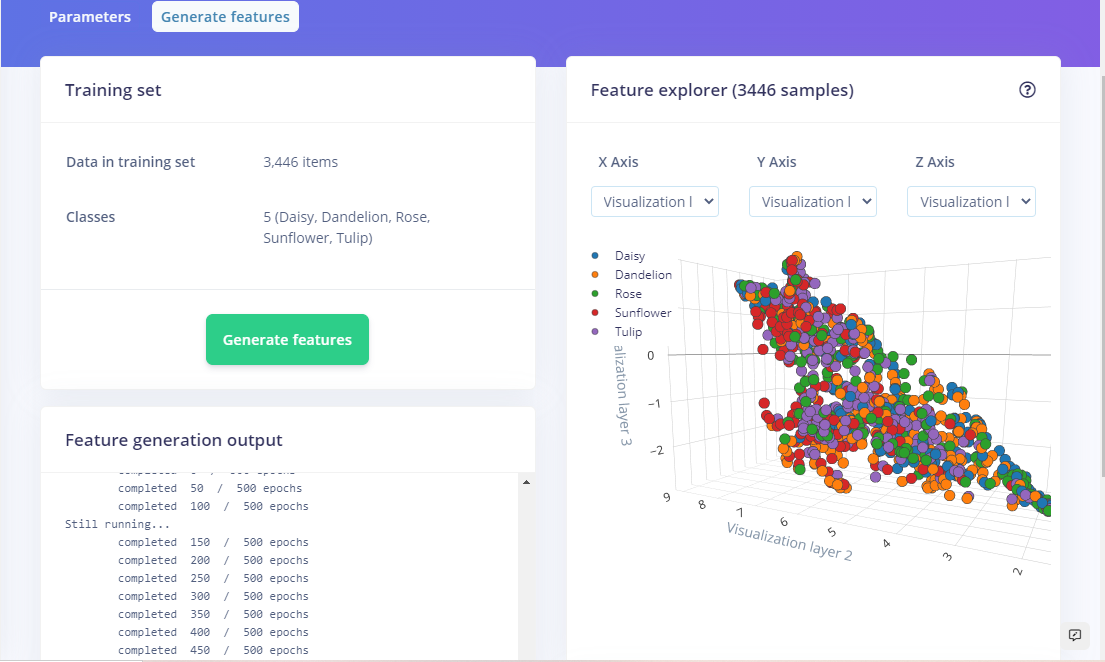 Parameters
Generate features
Training set
Data in training set
3,446 items
Classes
5 (Daisy, Dandelion, Rose,
Sunflower, Tulip)
Generate features
Feature generation output
completed 50 / 500 epochs
completed 100 / 500 epochs
Still running...
completed 150 / 500 epochs
completed 200 / 500 epochs
completed 250 / 500 epochs
completed 300 / 500 epochs
completed 350 / 500 epochs
completed 400 / 500 epochs
completed 450 / 500 epochs
Feature explorer (3446 samples)
X Axis
Y Axis
Z Axis
Visualization l
Visualization l
Visualization l
Daisy
Dandelion
Rose
Sunflower
Tulip
alization layer 3
0
−1
−2
9
8
7
6
5
4
3
2
Visualization layer 2